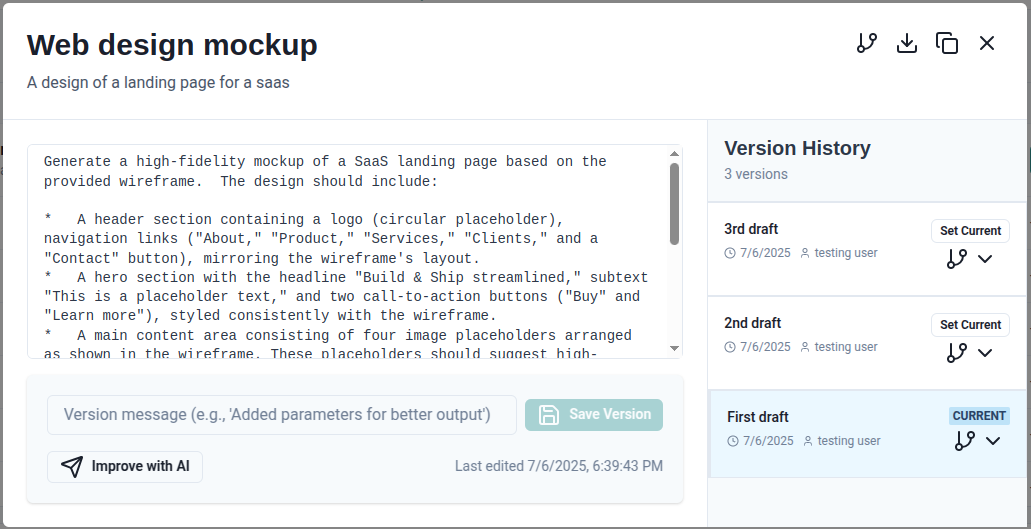 Web design mockup
A design of a landing page for a saas
Generate a high-fidelity mockup of a SaaS landing page based on the
provided wireframe.  The design should include:
*   A header section containing a logo (circular placeholder),
navigation links ("About," "Product," "Services," "Clients," and a
"Contact" button), mirroring the wireframe's layout.
*   A hero section with the headline "Build & Ship streamlined," subtext
"This is a placeholder text," and two call-to-action buttons ("Buy" and
"Learn more"), styled consistently with the wireframe.
*   A main content area consisting of four image placeholders arranged
as shown in the wireframe. These placeholders should suggest high-
Version message (e.g., 'Added parameters for better output')
Save Version
Improve with AI
Last edited 7/6/2025, 6:39:43 PM
Version History
3 versions
3rd draft
Set Current
7/6/2025 testing user
2nd draft
Set Current
7/6/2025 testing user
First draft
CURRENT
7/6/2025 testing user